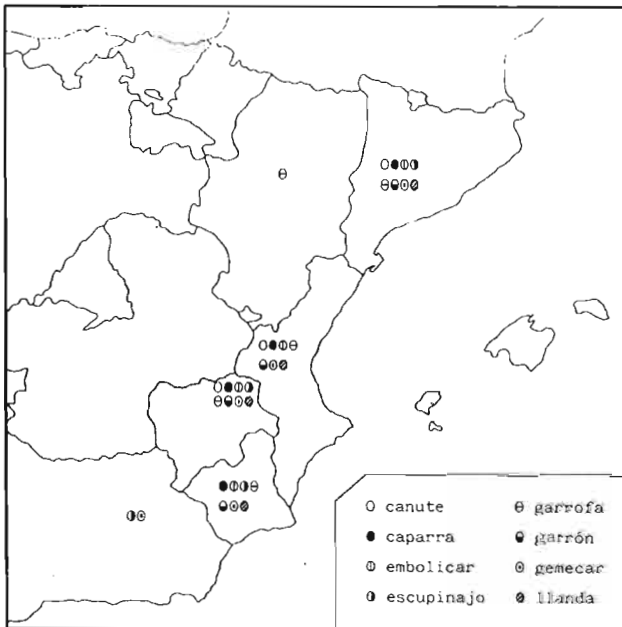 canute
caparra
embolicar
escupinajo
garrofa
garrón
gemecar
llanda